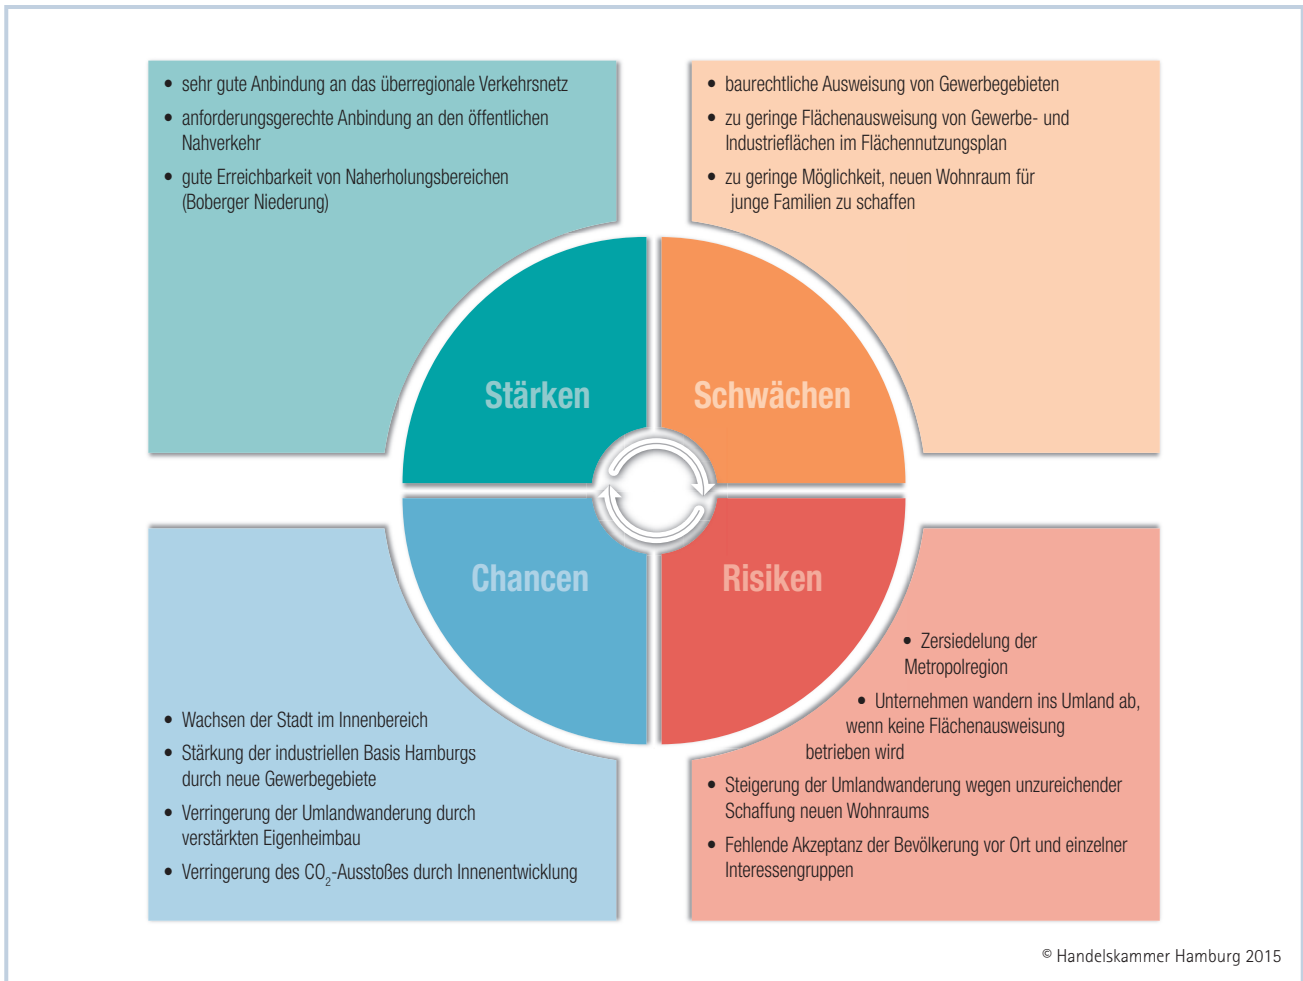 • sehr gute Anbindung an das überregionale Verkehrsnetz
• anforderungsgerechte Anbindung an den öffentlichen
Nahverkehr
• gute Erreichbarkeit von Naherholungsbereichen
(Boberger Niederung)
• baurechtliche Ausweisung von Gewerbegebieten
• zu geringe Flächenausweisung von Gewerbe- und
Industrieflächen im Flächennutzungsplan
• zu geringe Möglichkeit, neuen Wohnraum für
junge Familien zu schaffen
Stärken
Schwächen
Chancen
Risiken
• Wachsen der Stadt im Innenbereich
• Stärkung der industriellen Basis Hamburgs
durch neue Gewerbegebiete
• Verringerung der Umlandwanderung durch
verstärkten Eigenheimbau
• Verringerung des CO₂-Ausstoßes durch Innenentwicklung
• Zersiedelung der
Metropolregion
• Unternehmen wandern ins Umland ab,
wenn keine Flächenausweisung
betrieben wird
• Steigerung der Umlandwanderung wegen unzureichender
Schaffung neuen Wohnraums
• Fehlende Akzeptanz der Bevölkerung vor Ort und einzelner
Interessengruppen
© Handelskammer Hamburg 2015